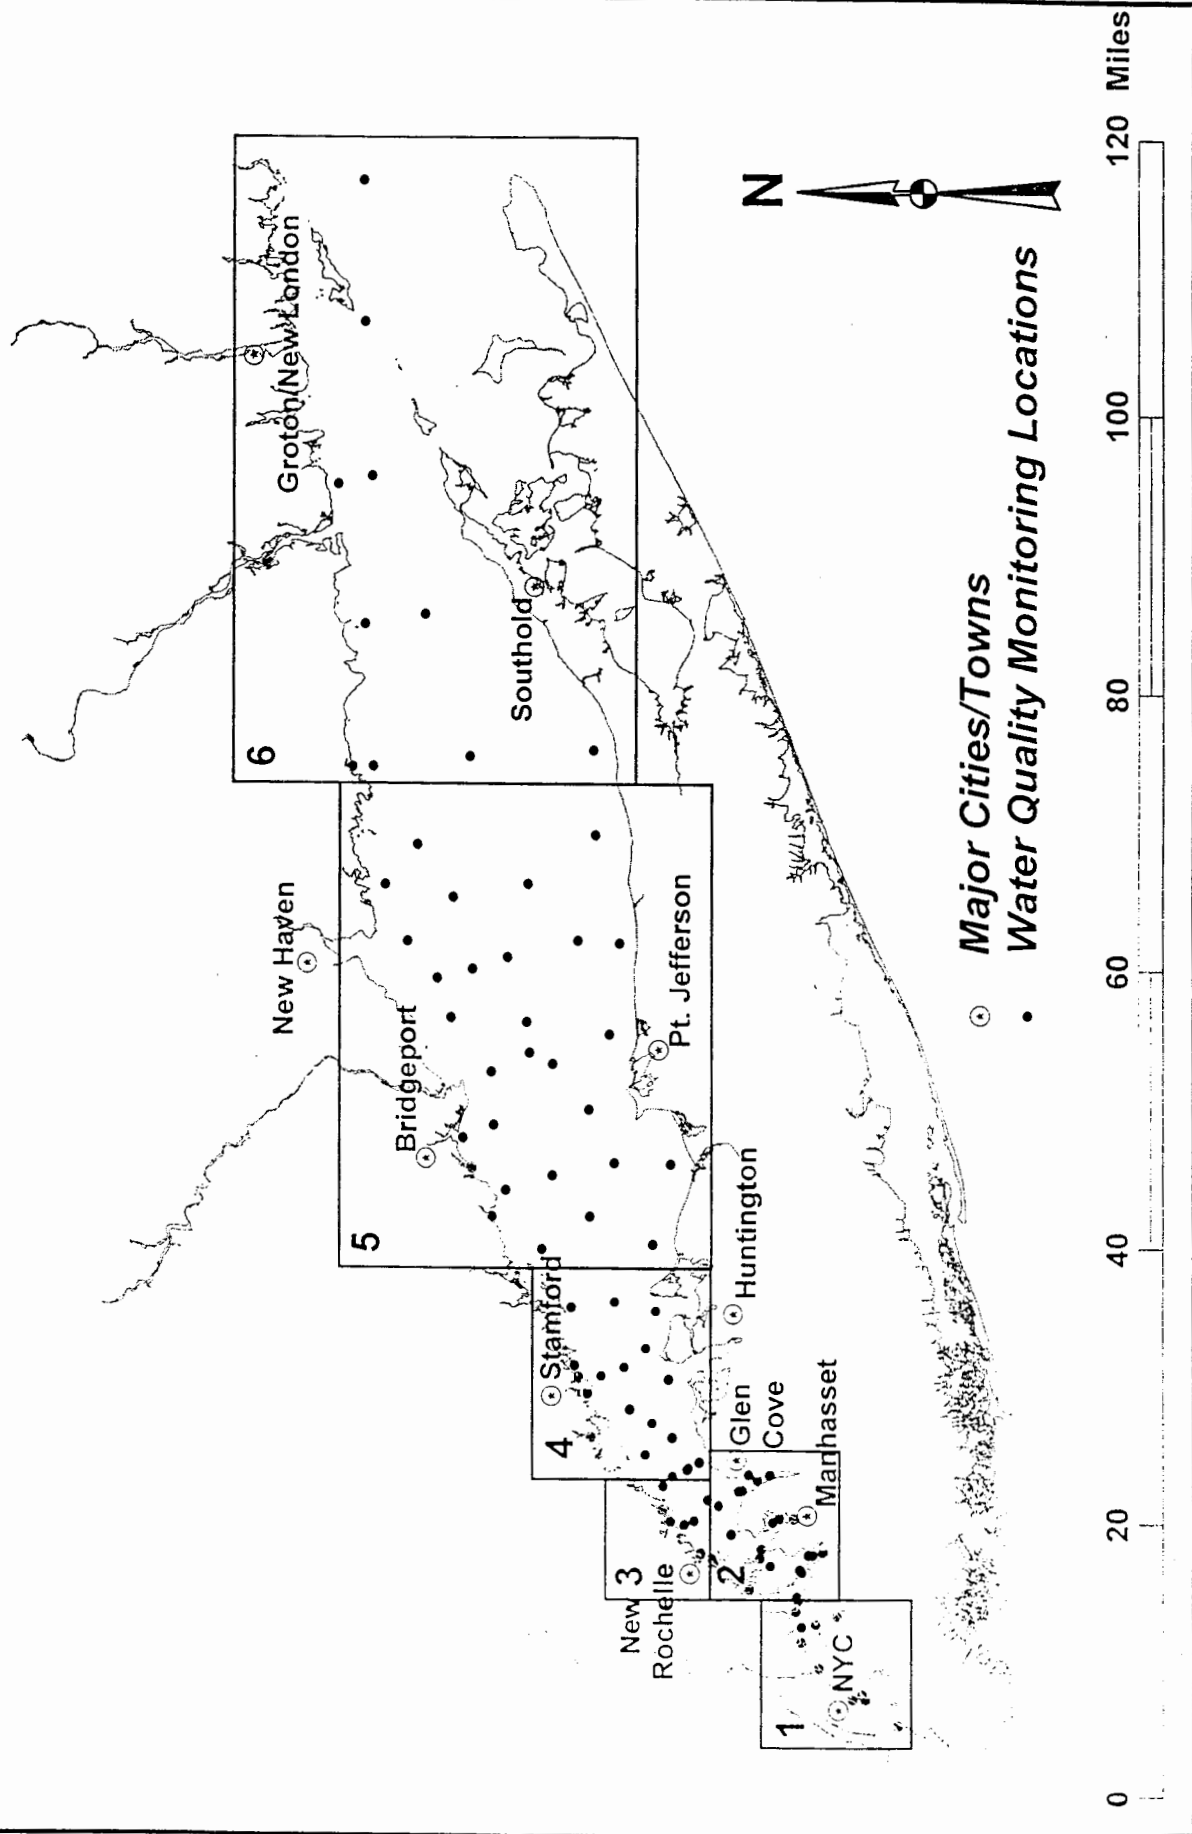 Groton/New London
6
Southold
New Haven
Bridgeport
5
Pt. Jefferson
Stamford
4
Huntington
Glen
Cove
Manhasset
New
Rochelle
3
2
1
NYC
N
Major Cities/Towns
Water Quality Monitoring Locations
0 20 40 60 80 100 120 Miles